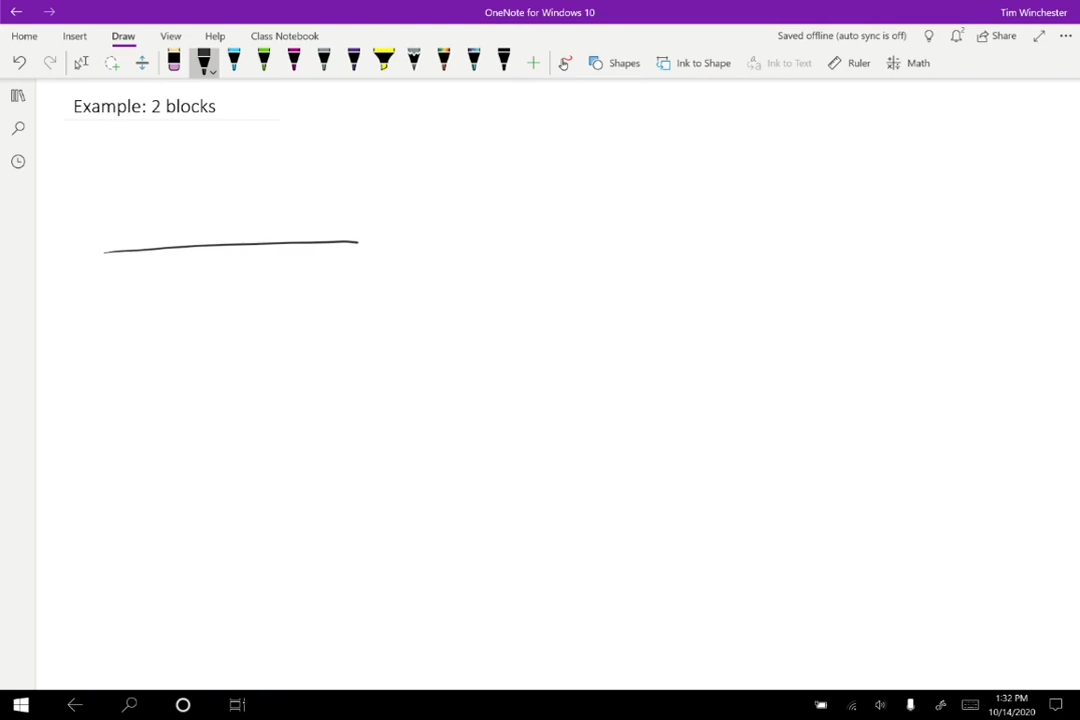 OneNote for Windows 10
Tim Winchester
Home Insert Draw View Help Class Notebook
Saved offline (auto sync is off) Share
Shapes Ink to Shape Ink to Text Ruler Math
Example: 2 blocks
1:32 PM
10/14/2020